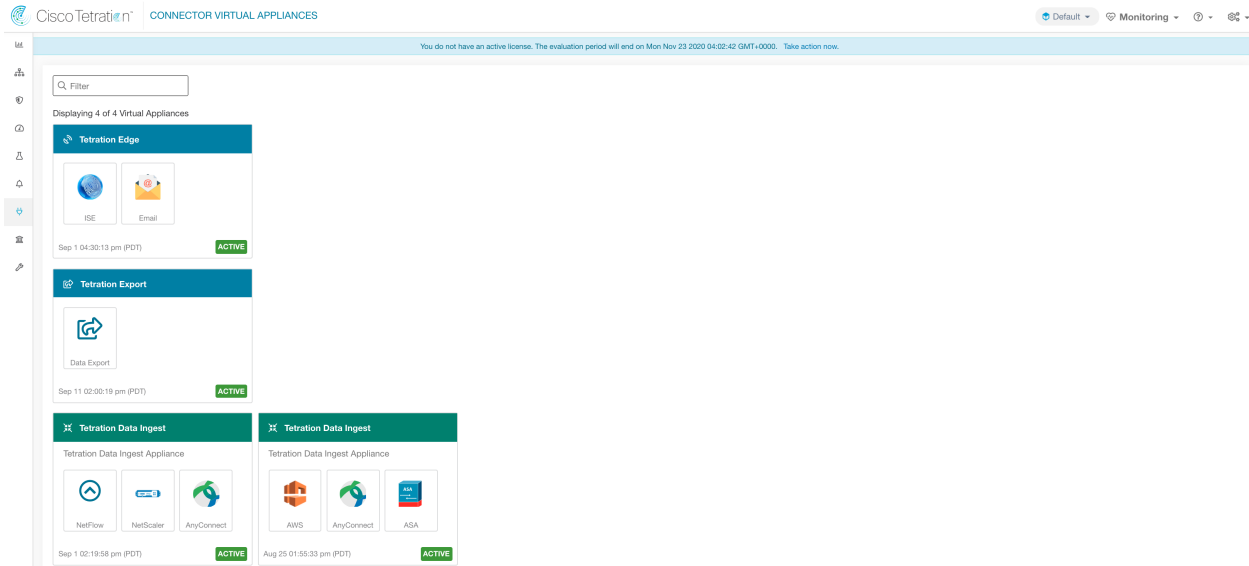 Cisco Tetration™ CONNECTOR VIRTUAL APPLIANCES Default Monitoring
You do not have an active license. The evaluation period will end on Mon Nov 23 2020 04:02:42 GMT+0000. Take action now.
Filter
Displaying 4 of 4 Virtual Appliances
Tetration Edge
@
ISE Email
Sep 1 04:30:13 pm (PDT) ACTIVE
Tetration Export
Data Export
Sep 11 02:00:19 pm (PDT) ACTIVE
Tetration Data Ingest
Tetration Data Ingest Appliance
NetFlow NetScaler AnyConnect
Sep 1 02:19:58 pm (PDT) ACTIVE
Tetration Data Ingest
Tetration Data Ingest Appliance
ASA
AWS AnyConnect ASA
Aug 25 01:55:33 pm (PDT) ACTIVE